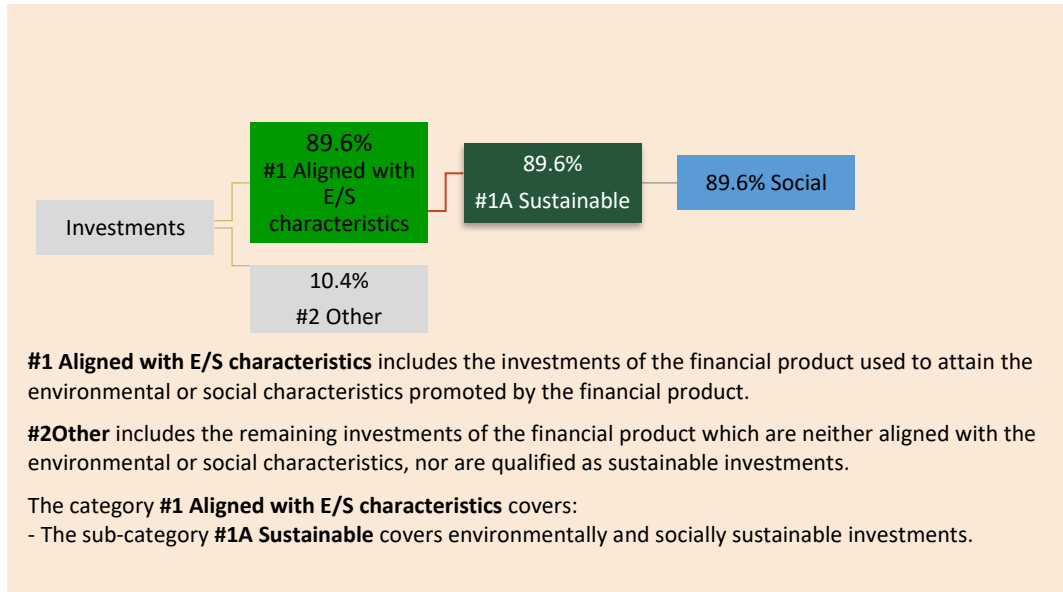 89.6%
#1 Aligned with
E/S
characteristics
89.6%
#1A Sustainable
89.6% Social
Investments
10.4%
#2 Other
#1 Aligned with E/S characteristics includes the investments of the financial product used to attain the
environmental or social characteristics promoted by the financial product.
#2Other includes the remaining investments of the financial product which are neither aligned with the
environmental or social characteristics, nor are qualified as sustainable investments.
The category #1 Aligned with E/S characteristics covers:
- The sub-category #1A Sustainable covers environmentally and socially sustainable investments.